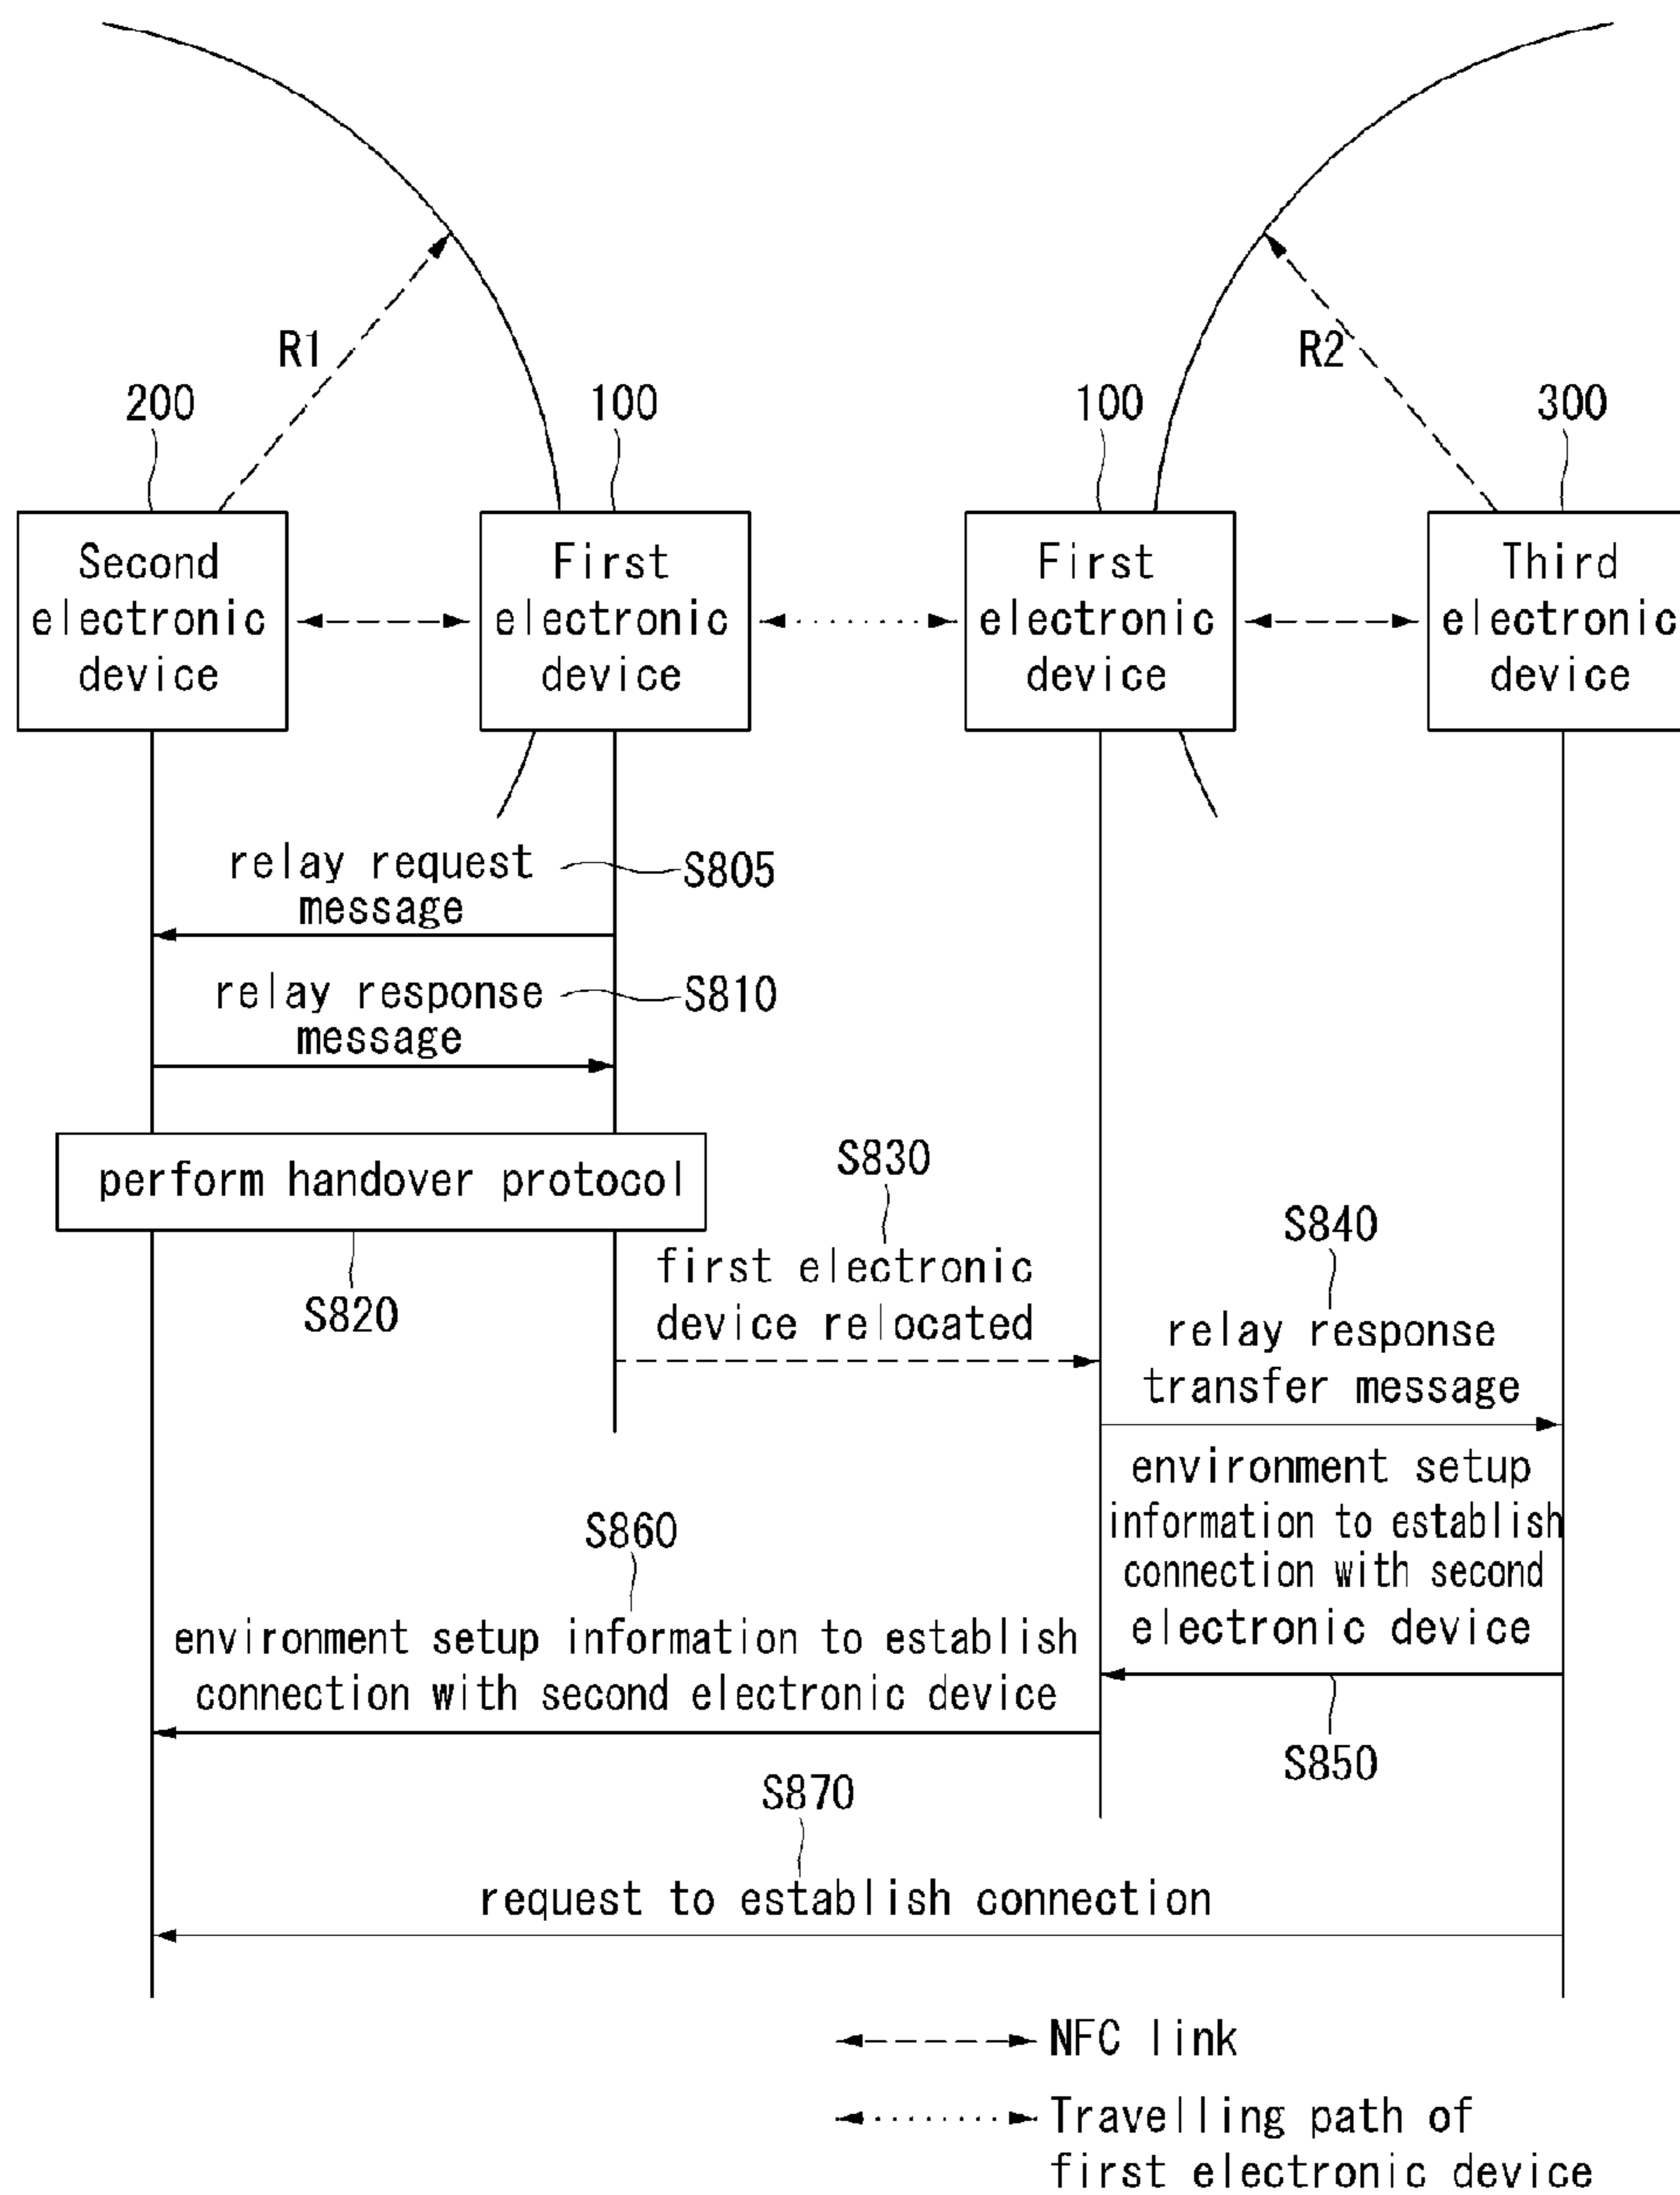 R1
R2
200
100
100
300
Second
electronic
device
First
electronic
device
First
electronic
device
Third
electronic
device
relay request
message
S805
relay response
message
S810
perform handover protocol
S820
S830
first electronic
device relocated
S840
relay response
transfer message
environment setup
information to establish
connection with second
electronic device
S850
S860
environment setup information to establish
connection with second electronic device
S870
request to establish connection
NFC link
Travelling path of
first electronic device